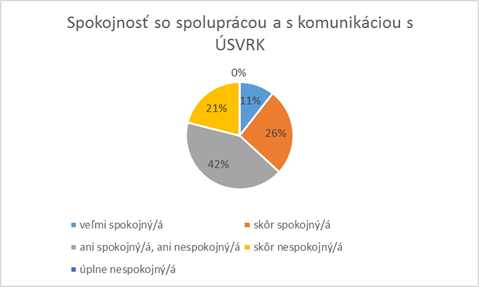 Spokojnosť so spoluprácou a s komunikáciou s
ÚSVRK
0%
11%
26%
42%
21%
veľmi spokojný/á
skôr spokojný/á
ani spokojný/á, ani nespokojný/á
skôr nespokojný/á
úplne nespokojný/á